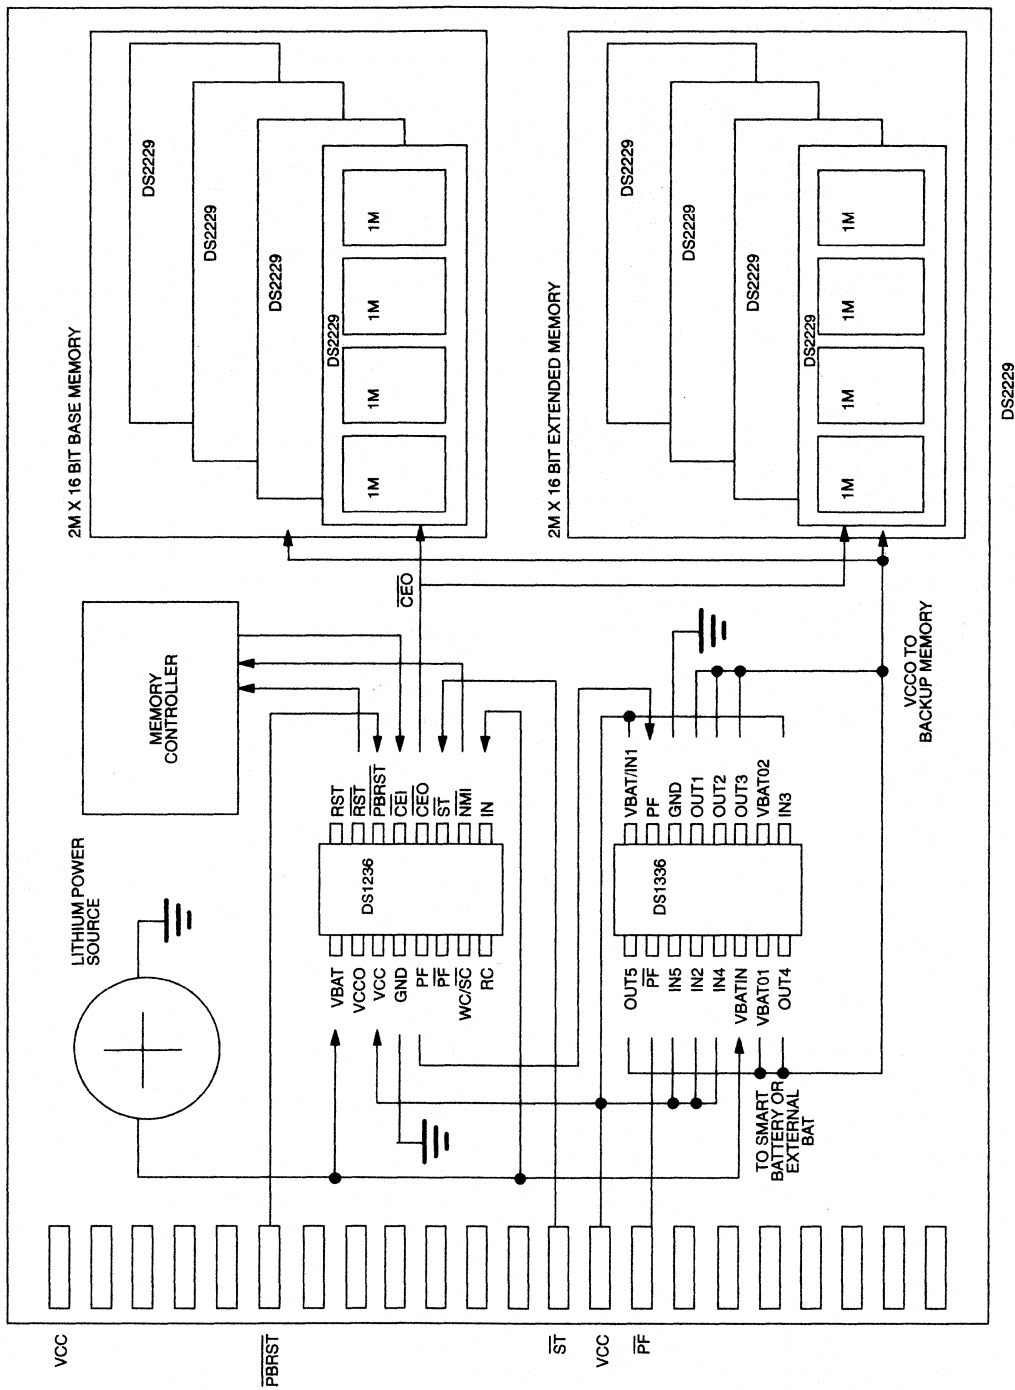 2M X 16 BIT BASE MEMORY
DS2229
DS2229
DS2229
DS2229
1M
1M
1M
1M
2M X 16 BIT EXTENDED MEMORY
DS2229
DS2229
DS2229
DS2229
1M
1M
1M
1M
DS2229
MEMORY
CONTROLLER
CEO
VCCO TO
BACKUP MEMORY
LITHIUM POWER
SOURCE
RST
RST
PBRST
CEI
CEO
ST
NMI
IN
DS1236
VBAT
VCCO
VCC
GND
PF
PF
WC/SC
RC
VBAT/IN1
PF
GND
OUT1
OUT2
OUT3
VBAT02
IN3
DS1336
OUT5
PF
IN5
IN2
IN4
VBATIN
VBAT01
OUT4
TO SMART
BATTERY OR
EXTERNAL
BAT
VCC
PBRST
ST
VCC
PF